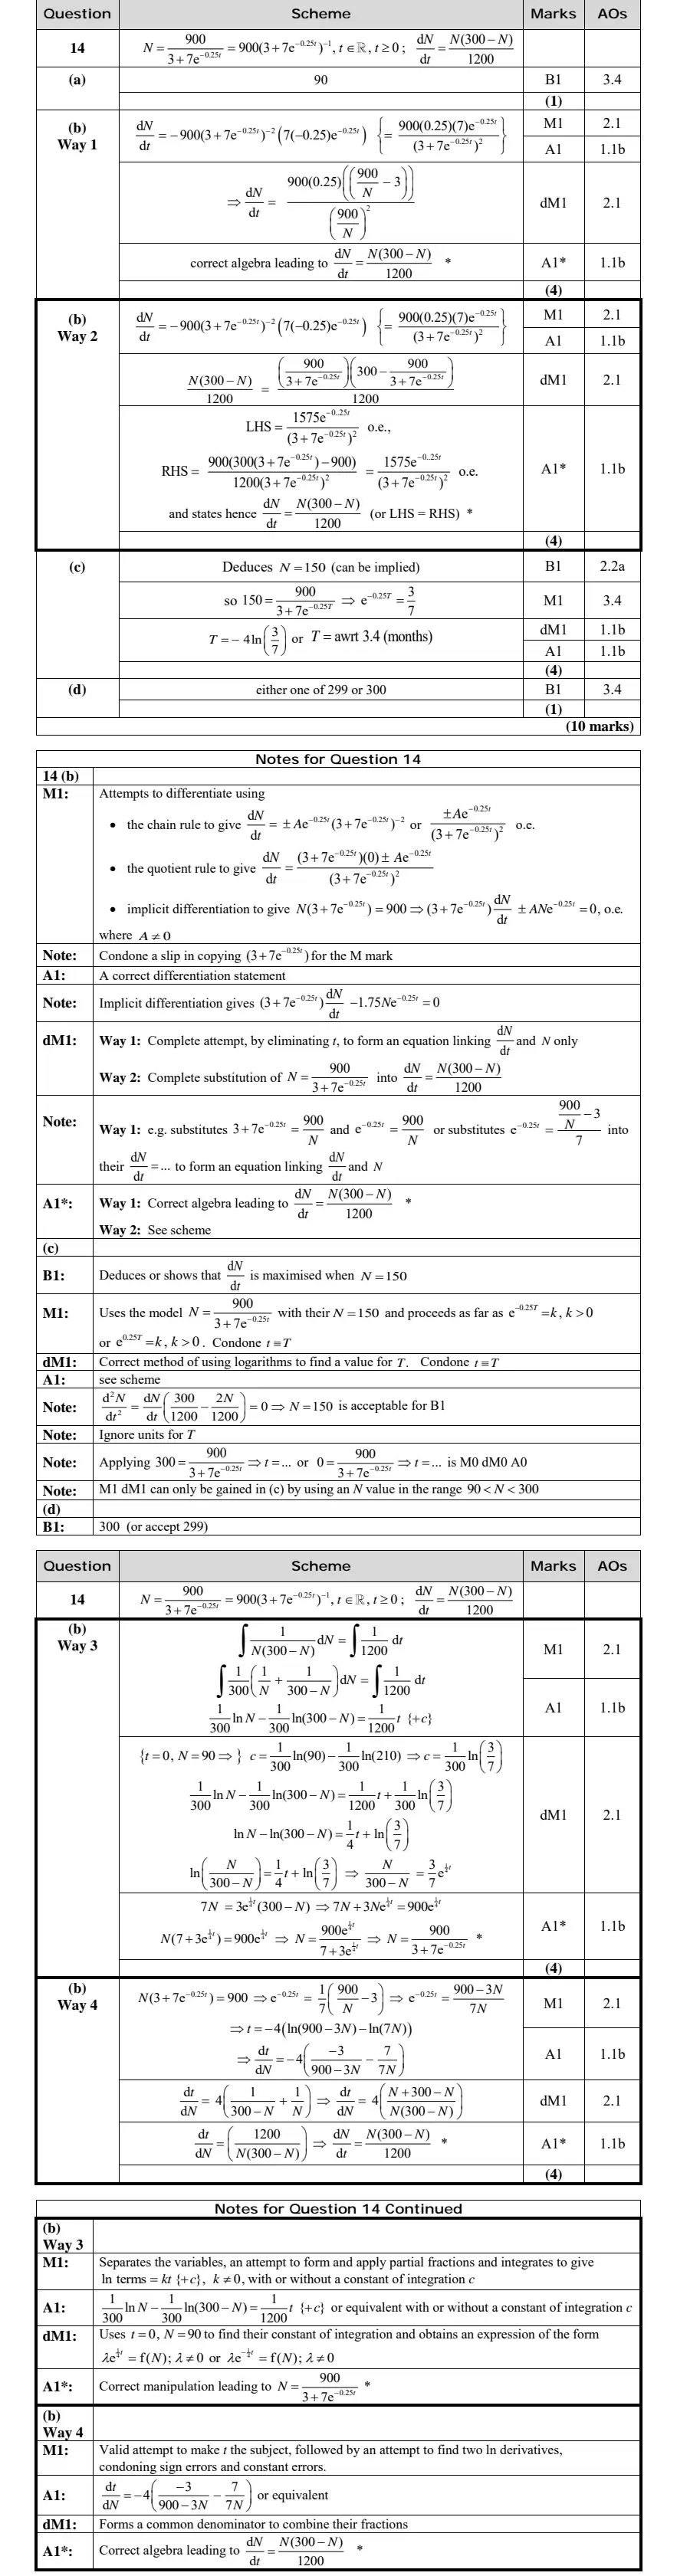 Question Scheme Marks AOs
14 N = 900/(3 + 7e^(−0.25t)) = 900(3 + 7e^(−0.25t))^(−1), t ∈ ℝ, t ≥ 0 ; dN/dt = N(300 − N)/1200
(a) 90 B1 3.4
(1)
(b) Way 1 dN/dt = −900(3 + 7e^(−0.25t))^(−2) (7(−0.25)e^(−0.25t)) {= 900(0.25)(7)e^(−0.25t)/(3 + 7e^(−0.25t))^2} M1 2.1
A1 1.1b
⇒ dN/dt = 900(0.25)((900/N − 3))/(900/N)^2 dM1 2.1
correct algebra leading to dN/dt = N(300 − N)/1200 * A1* 1.1b
(4)
(b) Way 2 dN/dt = −900(3 + 7e^(−0.25t))^(−2) (7(−0.25)e^(−0.25t)) {= 900(0.25)(7)e^(−0.25t)/(3 + 7e^(−0.25t))^2} M1 2.1
A1 1.1b
N(300 − N)/1200 = (900/(3 + 7e^(−0.25t)))(300 − 900/(3 + 7e^(−0.25t)))/1200 dM1 2.1
LHS = 1575e^(−0.25t)/(3 + 7e^(−0.25t))^2 o.e.,
RHS = 900(300(3 + 7e^(−0.25t)) − 900)/1200(3 + 7e^(−0.25t))^2 = 1575e^(−0.25t)/(3 + 7e^(−0.25t))^2 o.e. A1* 1.1b
and states hence dN/dt = N(300 − N)/1200 (or LHS = RHS) *
(4)
(c) Deduces N = 150 (can be implied) B1 2.2a
so 150 = 900/(3 + 7e^(−0.25T)) ⇒ e^(−0.25T) = 3/7 M1 3.4
T = −4ln(3/7) or T = awrt 3.4 (months) dM1 1.1b
A1 1.1b
(4)
(d) either one of 299 or 300 B1 3.4
(1)
(10 marks)
Notes for Question 14
14 (b)
M1: Attempts to differentiate using
• the chain rule to give dN/dt = ± Ae^(−0.25t)(3 + 7e^(−0.25t))^(−2) or ±Ae^(−0.25t)/(3 + 7e^(−0.25t))^2 o.e.
• the quotient rule to give dN/dt = ((3 + 7e^(−0.25t))(0) ± Ae^(−0.25t))/(3 + 7e^(−0.25t))^2
• implicit differentiation to give N(3 + 7e^(−0.25t)) = 900 ⇒ (3 + 7e^(−0.25t)) dN/dt ± ANe^(−0.25t) = 0, o.e.
where A ≠ 0
Note: Condone a slip in copying (3 + 7e^(−0.25t)) for the M mark
A1: A correct differentiation statement
Note: Implicit differentiation gives (3 + 7e^(−0.25t)) dN/dt − 1.75Ne^(−0.25t) = 0
dM1: Way 1: Complete attempt, by eliminating t, to form an equation linking dN/dt and N only
Way 2: Complete substitution of N = 900/(3 + 7e^(−0.25t)) into dN/dt = N(300 − N)/1200
Note: Way 1: e.g. substitutes 3 + 7e^(−0.25t) = 900/N and e^(−0.25t) = 900/N or substitutes e^(−0.25t) = (900/N − 3)/7 into
their dN/dt = ... to form an equation linking dN/dt and N
A1*: Way 1: Correct algebra leading to dN/dt = N(300 − N)/1200 *
Way 2: See scheme
(c)
B1: Deduces or shows that dN/dt is maximised when N = 150
M1: Uses the model N = 900/(3 + 7e^(−0.25t)) with their N = 150 and proceeds as far as e^(−0.25T) = k, k > 0
or e^(0.25T) = k, k > 0 . Condone t ≡ T
dM1: Correct method of using logarithms to find a value for T. Condone t ≡ T
A1: see scheme
Note: d²N/dt² = dN/dt (300/1200 − 2N/1200) = 0 ⇒ N = 150 is acceptable for B1
Note: Ignore units for T
Note: Applying 300 = 900/(3 + 7e^(−0.25t)) ⇒ t = ... or 0 = 900/(3 + 7e^(−0.25t)) ⇒ t = ... is M0 dM0 A0
Note: M1 dM1 can only be gained in (c) by using an N value in the range 90 < N < 300
(d)
B1: 300 (or accept 299)
Question Scheme Marks AOs
14 N = 900/(3 + 7e^(−0.25t)) = 900(3 + 7e^(−0.25t))^(−1), t ∈ ℝ, t ≥ 0 ; dN/dt = N(300 − N)/1200
(b) Way 3 ∫ 1/(N(300 − N)) dN = ∫ 1/1200 dt M1 2.1
∫ 1/300 (1/N + 1/(300 − N)) dN = ∫ 1/1200 dt
1/300 ln N − 1/300 ln(300 − N) = 1/1200 t {+c} A1 1.1b
{t = 0, N = 90 ⇒} c = 1/300 ln(90) − 1/300 ln(210) ⇒ c = 1/300 ln(3/7)
1/300 ln N − 1/300 ln(300 − N) = 1/1200 t + 1/300 ln(3/7)
ln N − ln(300 − N) = 1/4 t + ln(3/7) dM1 2.1
ln(N/(300 − N)) = 1/4 t + ln(3/7) ⇒ N/(300 − N) = 3/7 e^(¼t)
7N = 3e^(¼t)(300 − N) ⇒ 7N + 3Ne^(¼t) = 900e^(¼t)
N(7 + 3e^(¼t)) = 900e^(¼t) ⇒ N = 900e^(¼t)/(7 + 3e^(¼t)) ⇒ N = 900/(3 + 7e^(−0.25t)) * A1* 1.1b
(4)
(b) Way 4 N(3 + 7e^(−0.25t)) = 900 ⇒ e^(−0.25t) = 1/7 (900/N − 3) ⇒ e^(−0.25t) = (900 − 3N)/7N M1 2.1
⇒ t = −4(ln(900 − 3N) − ln(7N))
⇒ dt/dN = −4(−3/(900 − 3N) − 7/7N) A1 1.1b
dt/dN = 4(1/(300 − N) + 1/N) ⇒ dt/dN = 4((N + 300 − N)/(N(300 − N))) dM1 2.1
dt/dN = (1200/(N(300 − N))) ⇒ dN/dt = N(300 − N)/1200 * A1* 1.1b
(4)
Notes for Question 14 Continued
(b) Way 3
M1: Separates the variables, an attempt to form and apply partial fractions and integrates to give
ln terms = kt {+c}, k ≠ 0, with or without a constant of integration c
A1: 1/300 ln N − 1/300 ln(300 − N) = 1/1200 t {+c} or equivalent with or without a constant of integration c
dM1: Uses t = 0, N = 90 to find their constant of integration and obtains an expression of the form
λe^(¼t) = f(N); λ ≠ 0 or λe^(−¼t) = f(N); λ ≠ 0
A1*: Correct manipulation leading to N = 900/(3 + 7e^(−0.25t)) *
(b) Way 4
M1: Valid attempt to make t the subject, followed by an attempt to find two ln derivatives,
condoning sign errors and constant errors.
A1: dt/dN = −4(−3/(900 − 3N) − 7/7N) or equivalent
dM1: Forms a common denominator to combine their fractions
A1*: Correct algebra leading to dN/dt = N(300 − N)/1200 *